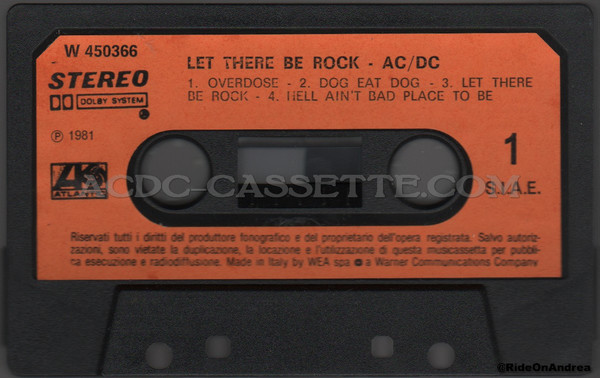 W 450366
LET THERE BE ROCK - AC/DC
STEREO
1. OVERDOSE - 2. DOG EAT DOG - 3. LET THERE
BE ROCK - 4. HELL AIN'T BAD PLACE TO BE
DOLBY SYSTEM
Ⓟ 1981
1
ATLANTIC
ACDC-CASSETTE.COM
S.I.A.E.
Riservati tutti i diritti del produttore fonografico e del proprietario dell'opera registrata. Salvo autoriz-
zazioni, sono vietate la duplicazione, la locazione e l'utilizzazione di questa musicassetta per pubbli-
ca esecuzione e radiodiffusione. Made in Italy by WEA spa a Warner Communications Company
©RideOnAndrea